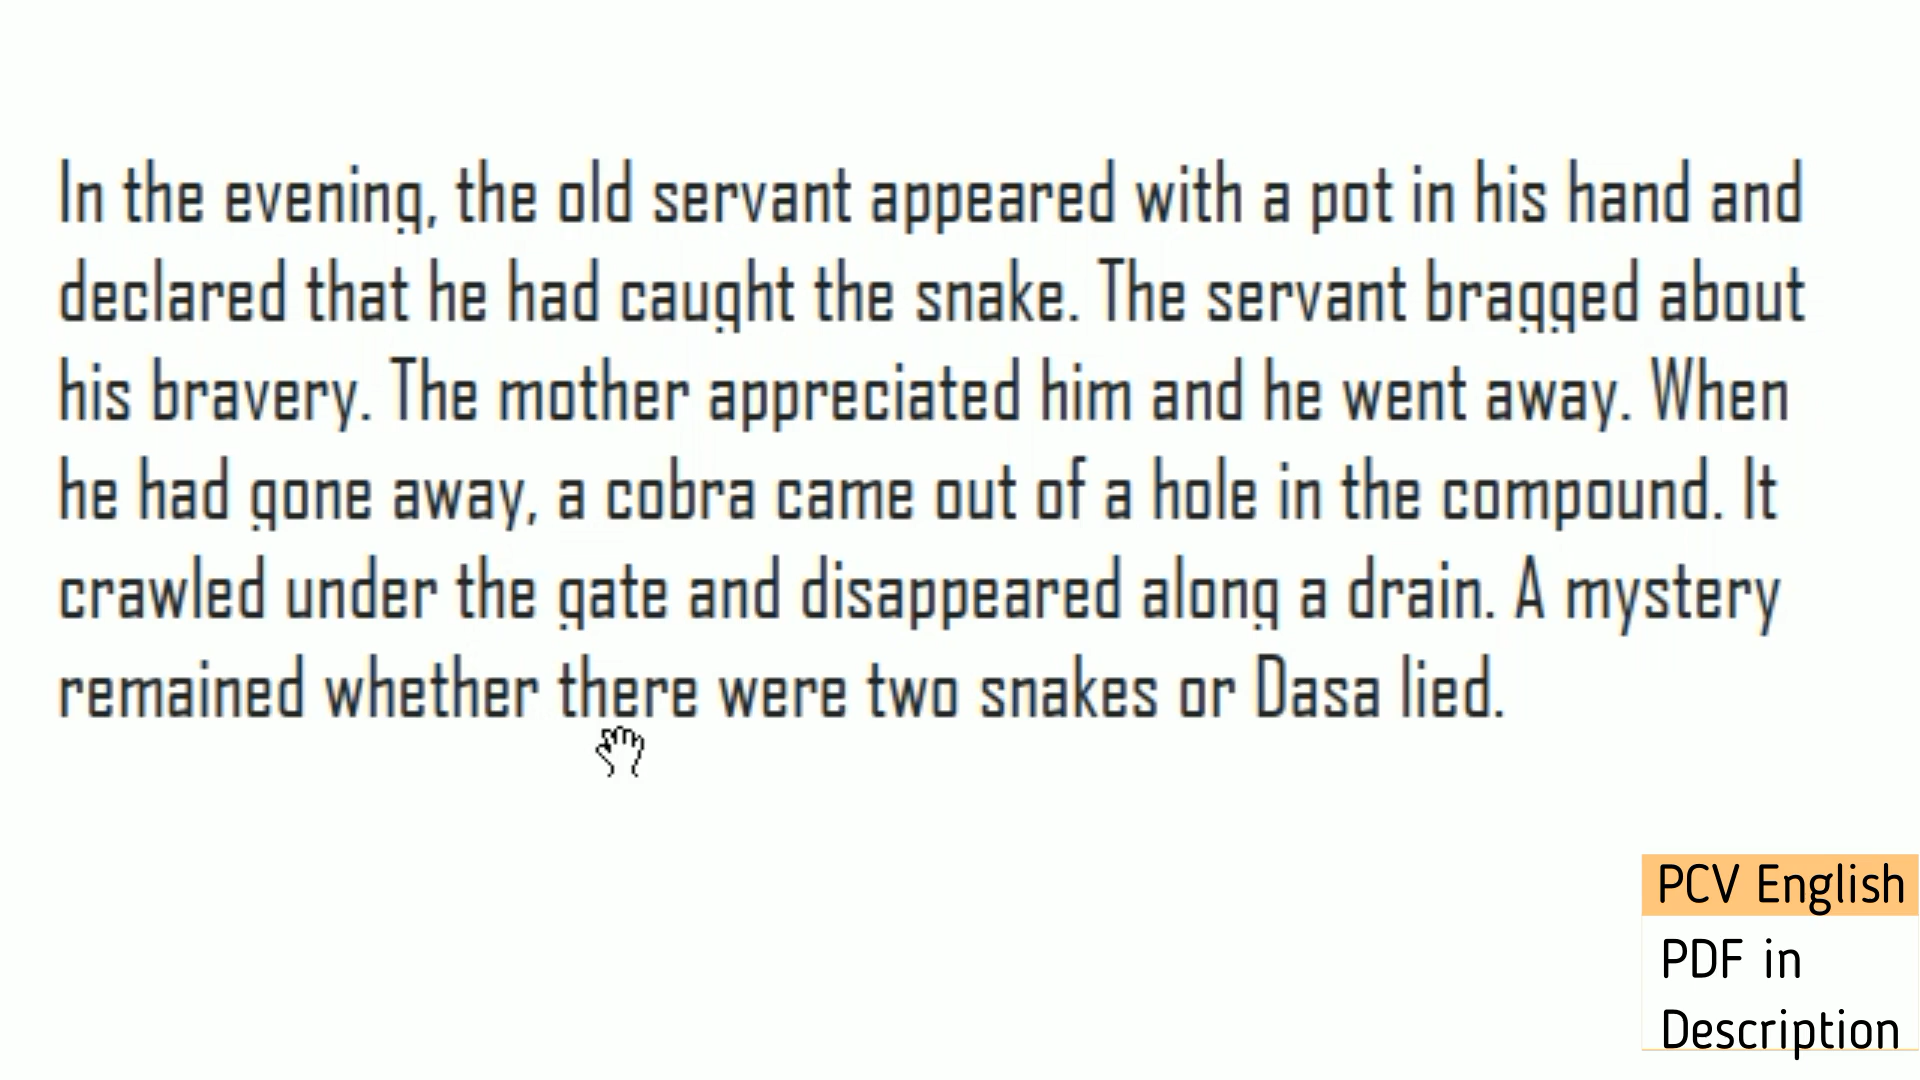 In the evening, the old servant appeared with a pot in his hand and
declared that he had caught the snake. The servant bragged about
his bravery. The mother appreciated him and he went away. When
he had gone away, a cobra came out of a hole in the compound. It
crawled under the gate and disappeared along a drain. A mystery
remained whether there were two snakes or Dasa lied.
PCV English
PDF in
Description